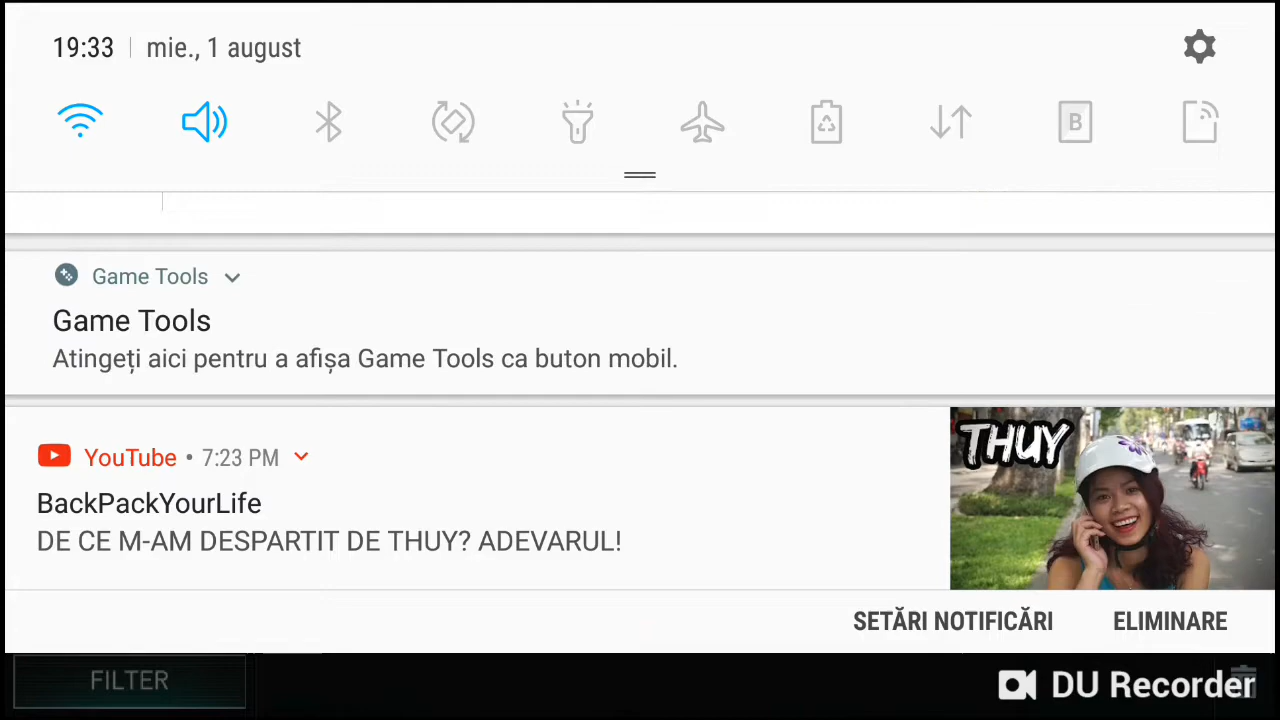 19:33 mie., 1 august
B
Game Tools
Game Tools
Atingeți aici pentru a afișa Game Tools ca buton mobil.
YouTube • 7:23 PM
BackPackYourLife
DE CE M-AM DESPARTIT DE THUY? ADEVARUL!
THUY
SETĂRI NOTIFICĂRI ELIMINARE
FILTER
DU Recorder